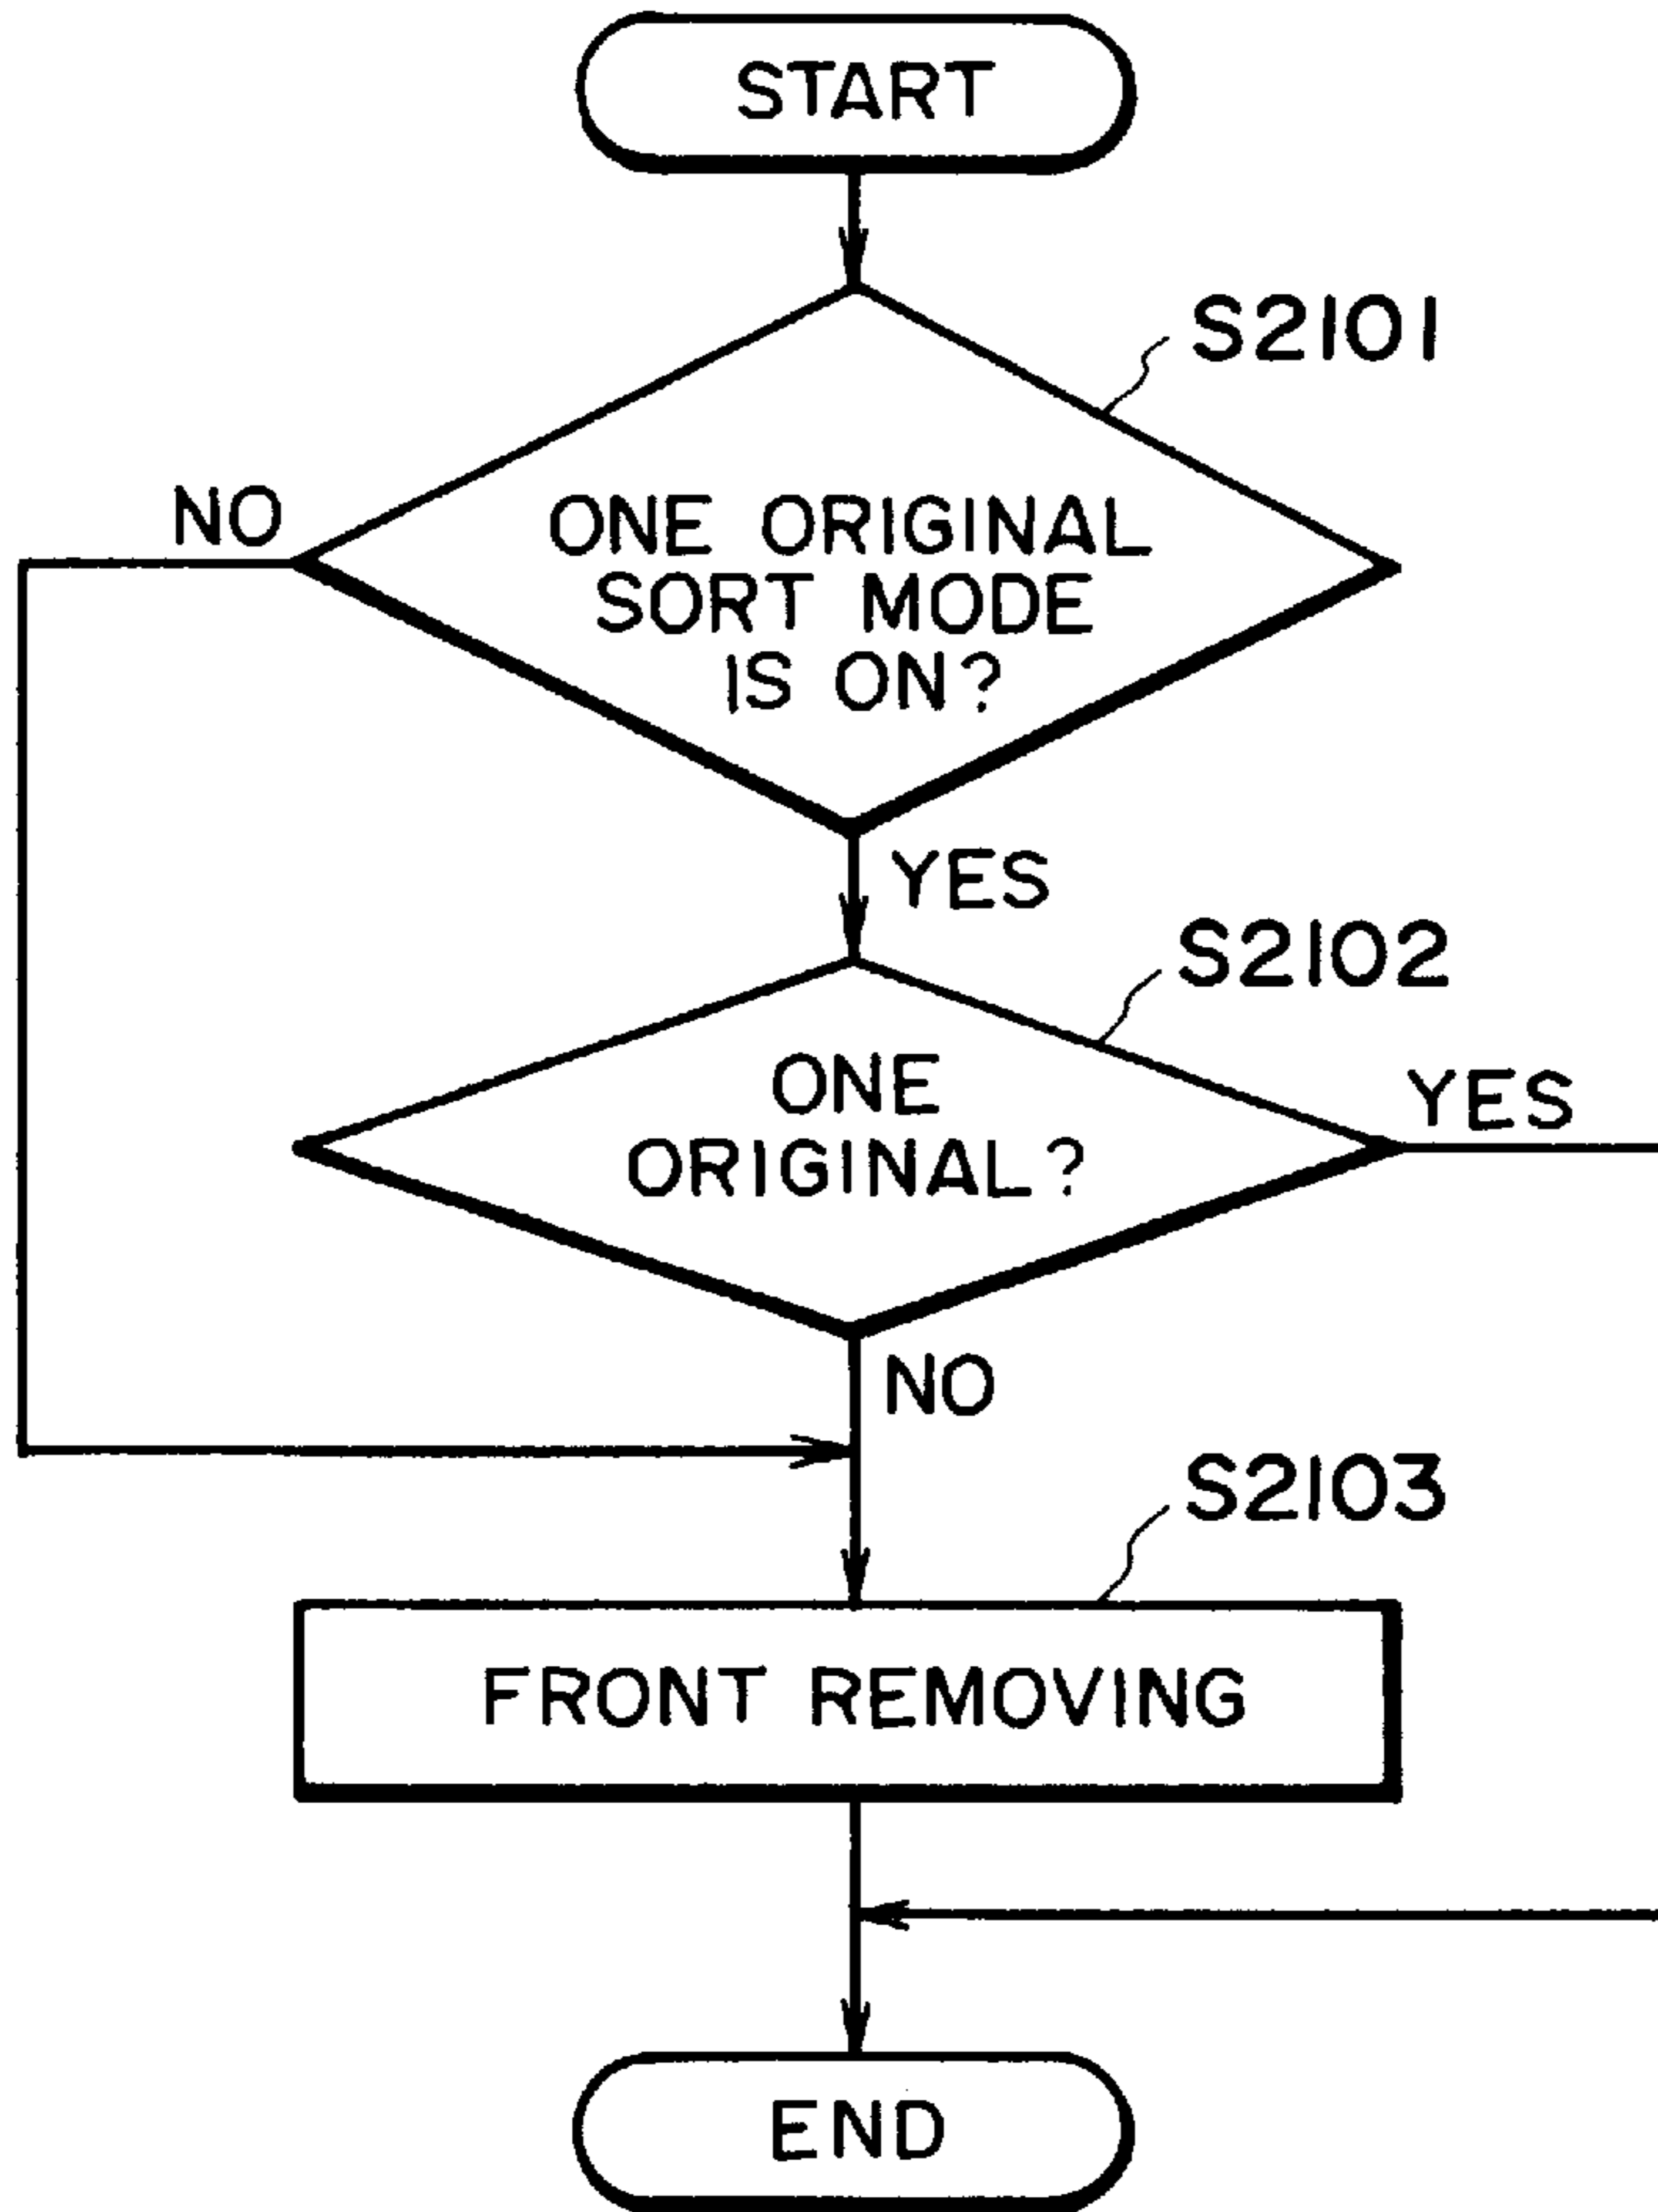 START
S2101
NO
ONE ORIGINAL
SORT MODE
IS ON?
YES
S2102
ONE
ORIGINAL?
YES
NO
S2103
FRONT REMOVING
END